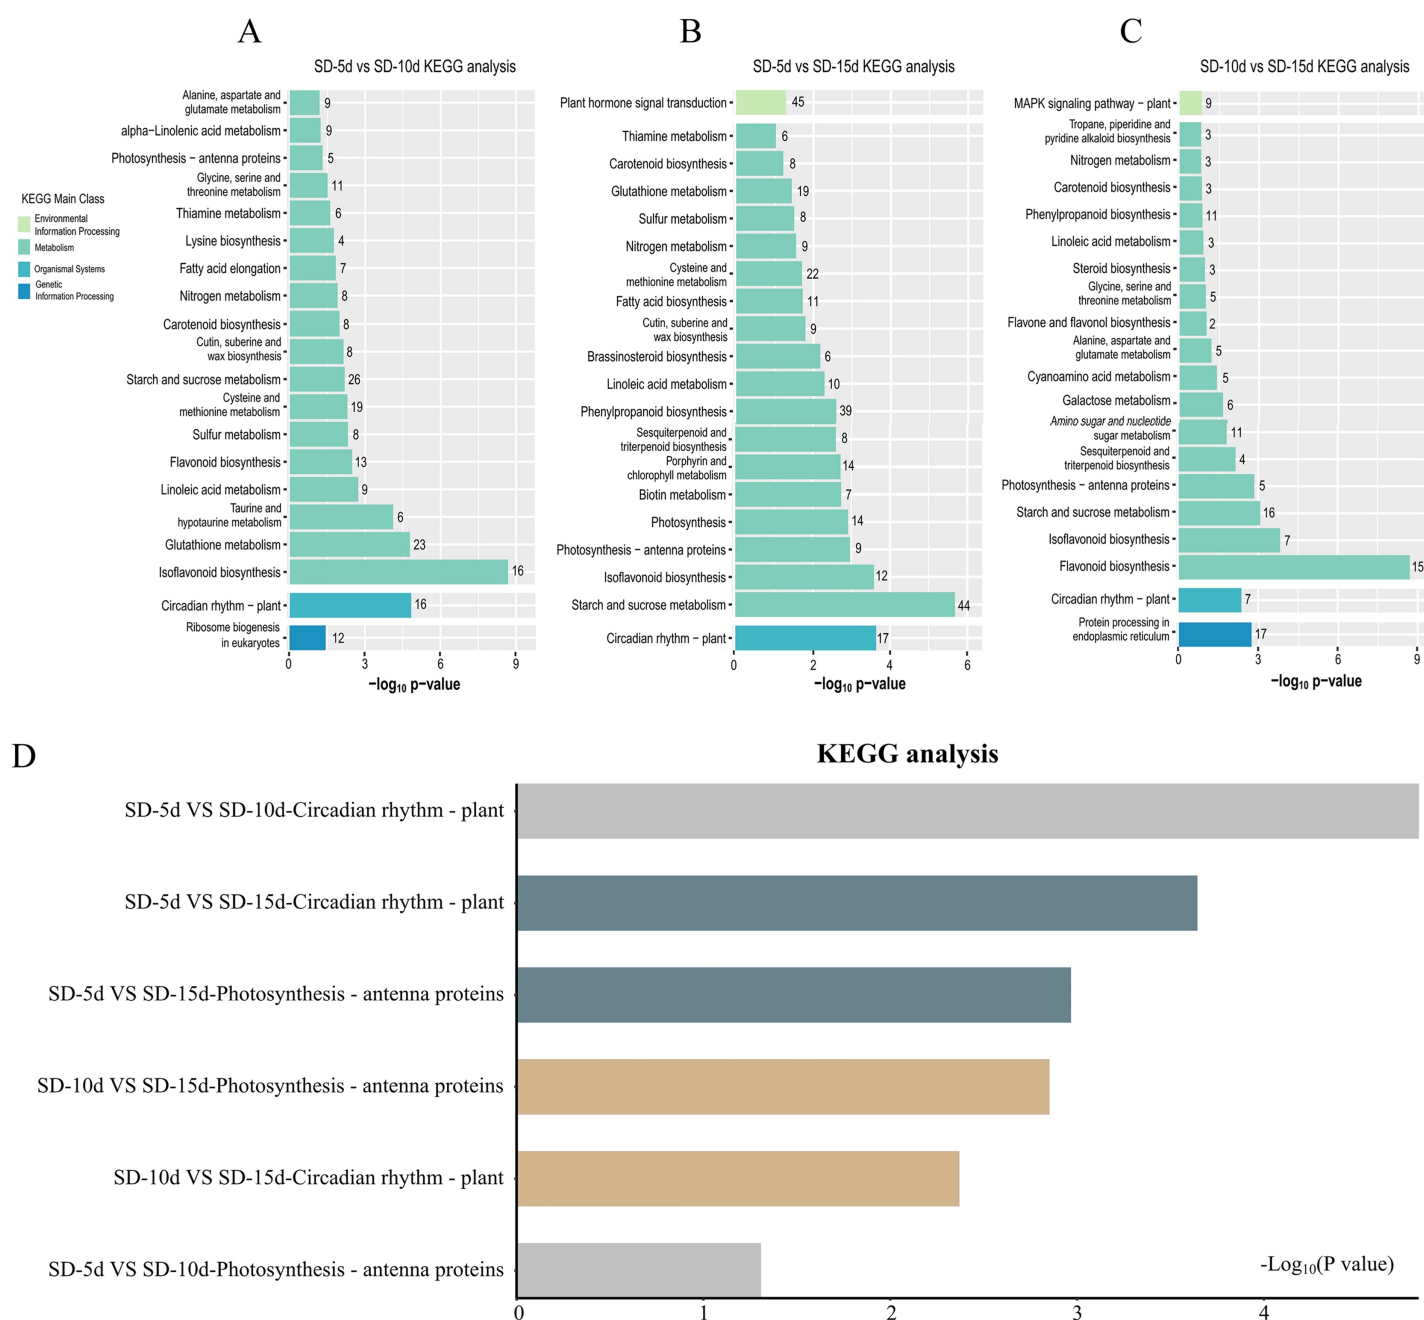 A
SD-5d vs SD-10d KEGG analysis
KEGG Main Class
Environmental
Information Processing
Metabolism
Organismal Systems
Genetic
Information Processing
Alanine, aspartate and
glutamate metabolism
9
alpha−Linolenic acid metabolism
9
Photosynthesis − antenna proteins
5
Glycine, serine and
threonine metabolism
11
Thiamine metabolism
6
Lysine biosynthesis
4
Fatty acid elongation
7
Nitrogen metabolism
8
Carotenoid biosynthesis
8
Cutin, suberine and
wax biosynthesis
8
Starch and sucrose metabolism
26
Cysteine and
methionine metabolism
19
Sulfur metabolism
8
Flavonoid biosynthesis
13
Linoleic acid metabolism
9
Taurine and
hypotaurine metabolism
6
Glutathione metabolism
23
Isoflavonoid biosynthesis
16
Circadian rhythm − plant
16
Ribosome biogenesis
in eukaryotes
12
0 3 6 9
−log10 p−value
B
SD-5d vs SD-15d KEGG analysis
Plant hormone signal transduction
45
Thiamine metabolism
6
Carotenoid biosynthesis
8
Glutathione metabolism
19
Sulfur metabolism
8
Nitrogen metabolism
9
Cysteine and
methionine metabolism
22
Fatty acid biosynthesis
11
Cutin, suberine and
wax biosynthesis
9
Brassinosteroid biosynthesis
6
Linoleic acid metabolism
10
Phenylpropanoid biosynthesis
39
Sesquiterpenoid and
triterpenoid biosynthesis
8
Porphyrin and
chlorophyll metabolism
14
Biotin metabolism
7
Photosynthesis
14
Photosynthesis − antenna proteins
9
Isoflavonoid biosynthesis
12
Starch and sucrose metabolism
44
Circadian rhythm − plant
17
0 2 4 6
−log10 p−value
C
SD-10d vs SD-15d KEGG analysis
MAPK signaling pathway − plant
9
Tropane, piperidine and
pyridine alkaloid biosynthesis
3
Nitrogen metabolism
3
Carotenoid biosynthesis
3
Phenylpropanoid biosynthesis
11
Linoleic acid metabolism
3
Steroid biosynthesis
3
Glycine, serine and
threonine metabolism
5
Flavone and flavonol biosynthesis
2
Alanine, aspartate and
glutamate metabolism
5
Cyanoamino acid metabolism
5
Galactose metabolism
6
Amino sugar and nucleotide
sugar metabolism
11
Sesquiterpenoid and
triterpenoid biosynthesis
4
Photosynthesis − antenna proteins
5
Starch and sucrose metabolism
16
Isoflavonoid biosynthesis
7
Flavonoid biosynthesis
15
Circadian rhythm − plant
7
Protein processing in
endoplasmic reticulum
17
0 3 6 9
−log10 p−value
D
KEGG analysis
SD-5d VS SD-10d-Circadian rhythm - plant
SD-5d VS SD-15d-Circadian rhythm - plant
SD-5d VS SD-15d-Photosynthesis - antenna proteins
SD-10d VS SD-15d-Photosynthesis - antenna proteins
SD-10d VS SD-15d-Circadian rhythm - plant
SD-5d VS SD-10d-Photosynthesis - antenna proteins
-Log10(P value)
0 1 2 3 4